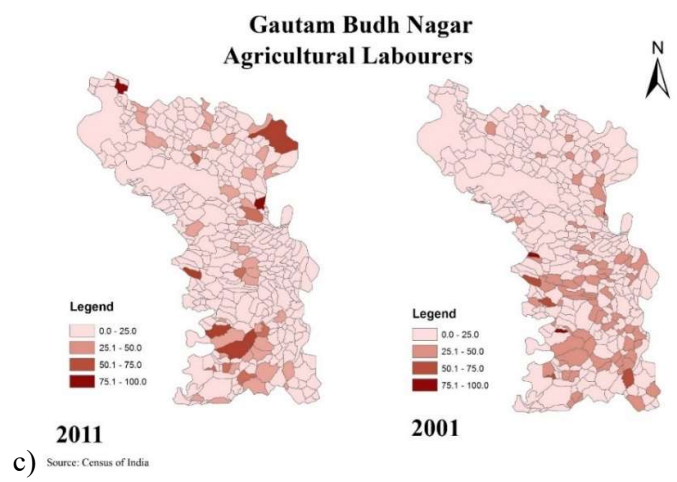 Gautam Budh Nagar
Agricultural Labourers
N
Legend
0.0 - 25.0
25.1 - 50.0
50.1 - 75.0
75.1 - 100.0
2011
Legend
0.0 - 25.0
25.1 - 50.0
50.1 - 75.0
75.1 - 100.0
2001
c) Source: Census of India